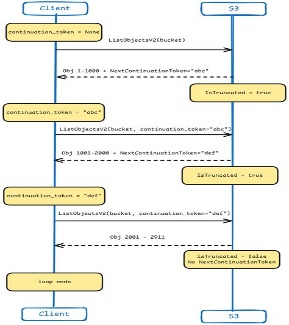 Client
S3
continuation_token = None
ListObjectsV2(bucket)
Obj 1-1000 + NextContinuationToken="abc"
IsTruncated = true
continuation_token = "abc"
ListObjectsV2(bucket, continuation_token="abc")
Obj 1001-2000 + NextContinuationToken="def"
IsTruncated = true
continuation_token = "def"
ListObjectsV2(bucket, continuation_token="def")
Obj 2001 - 2911
IsTruncated = false
No NextContinuationToken
loop ends
Client
S3